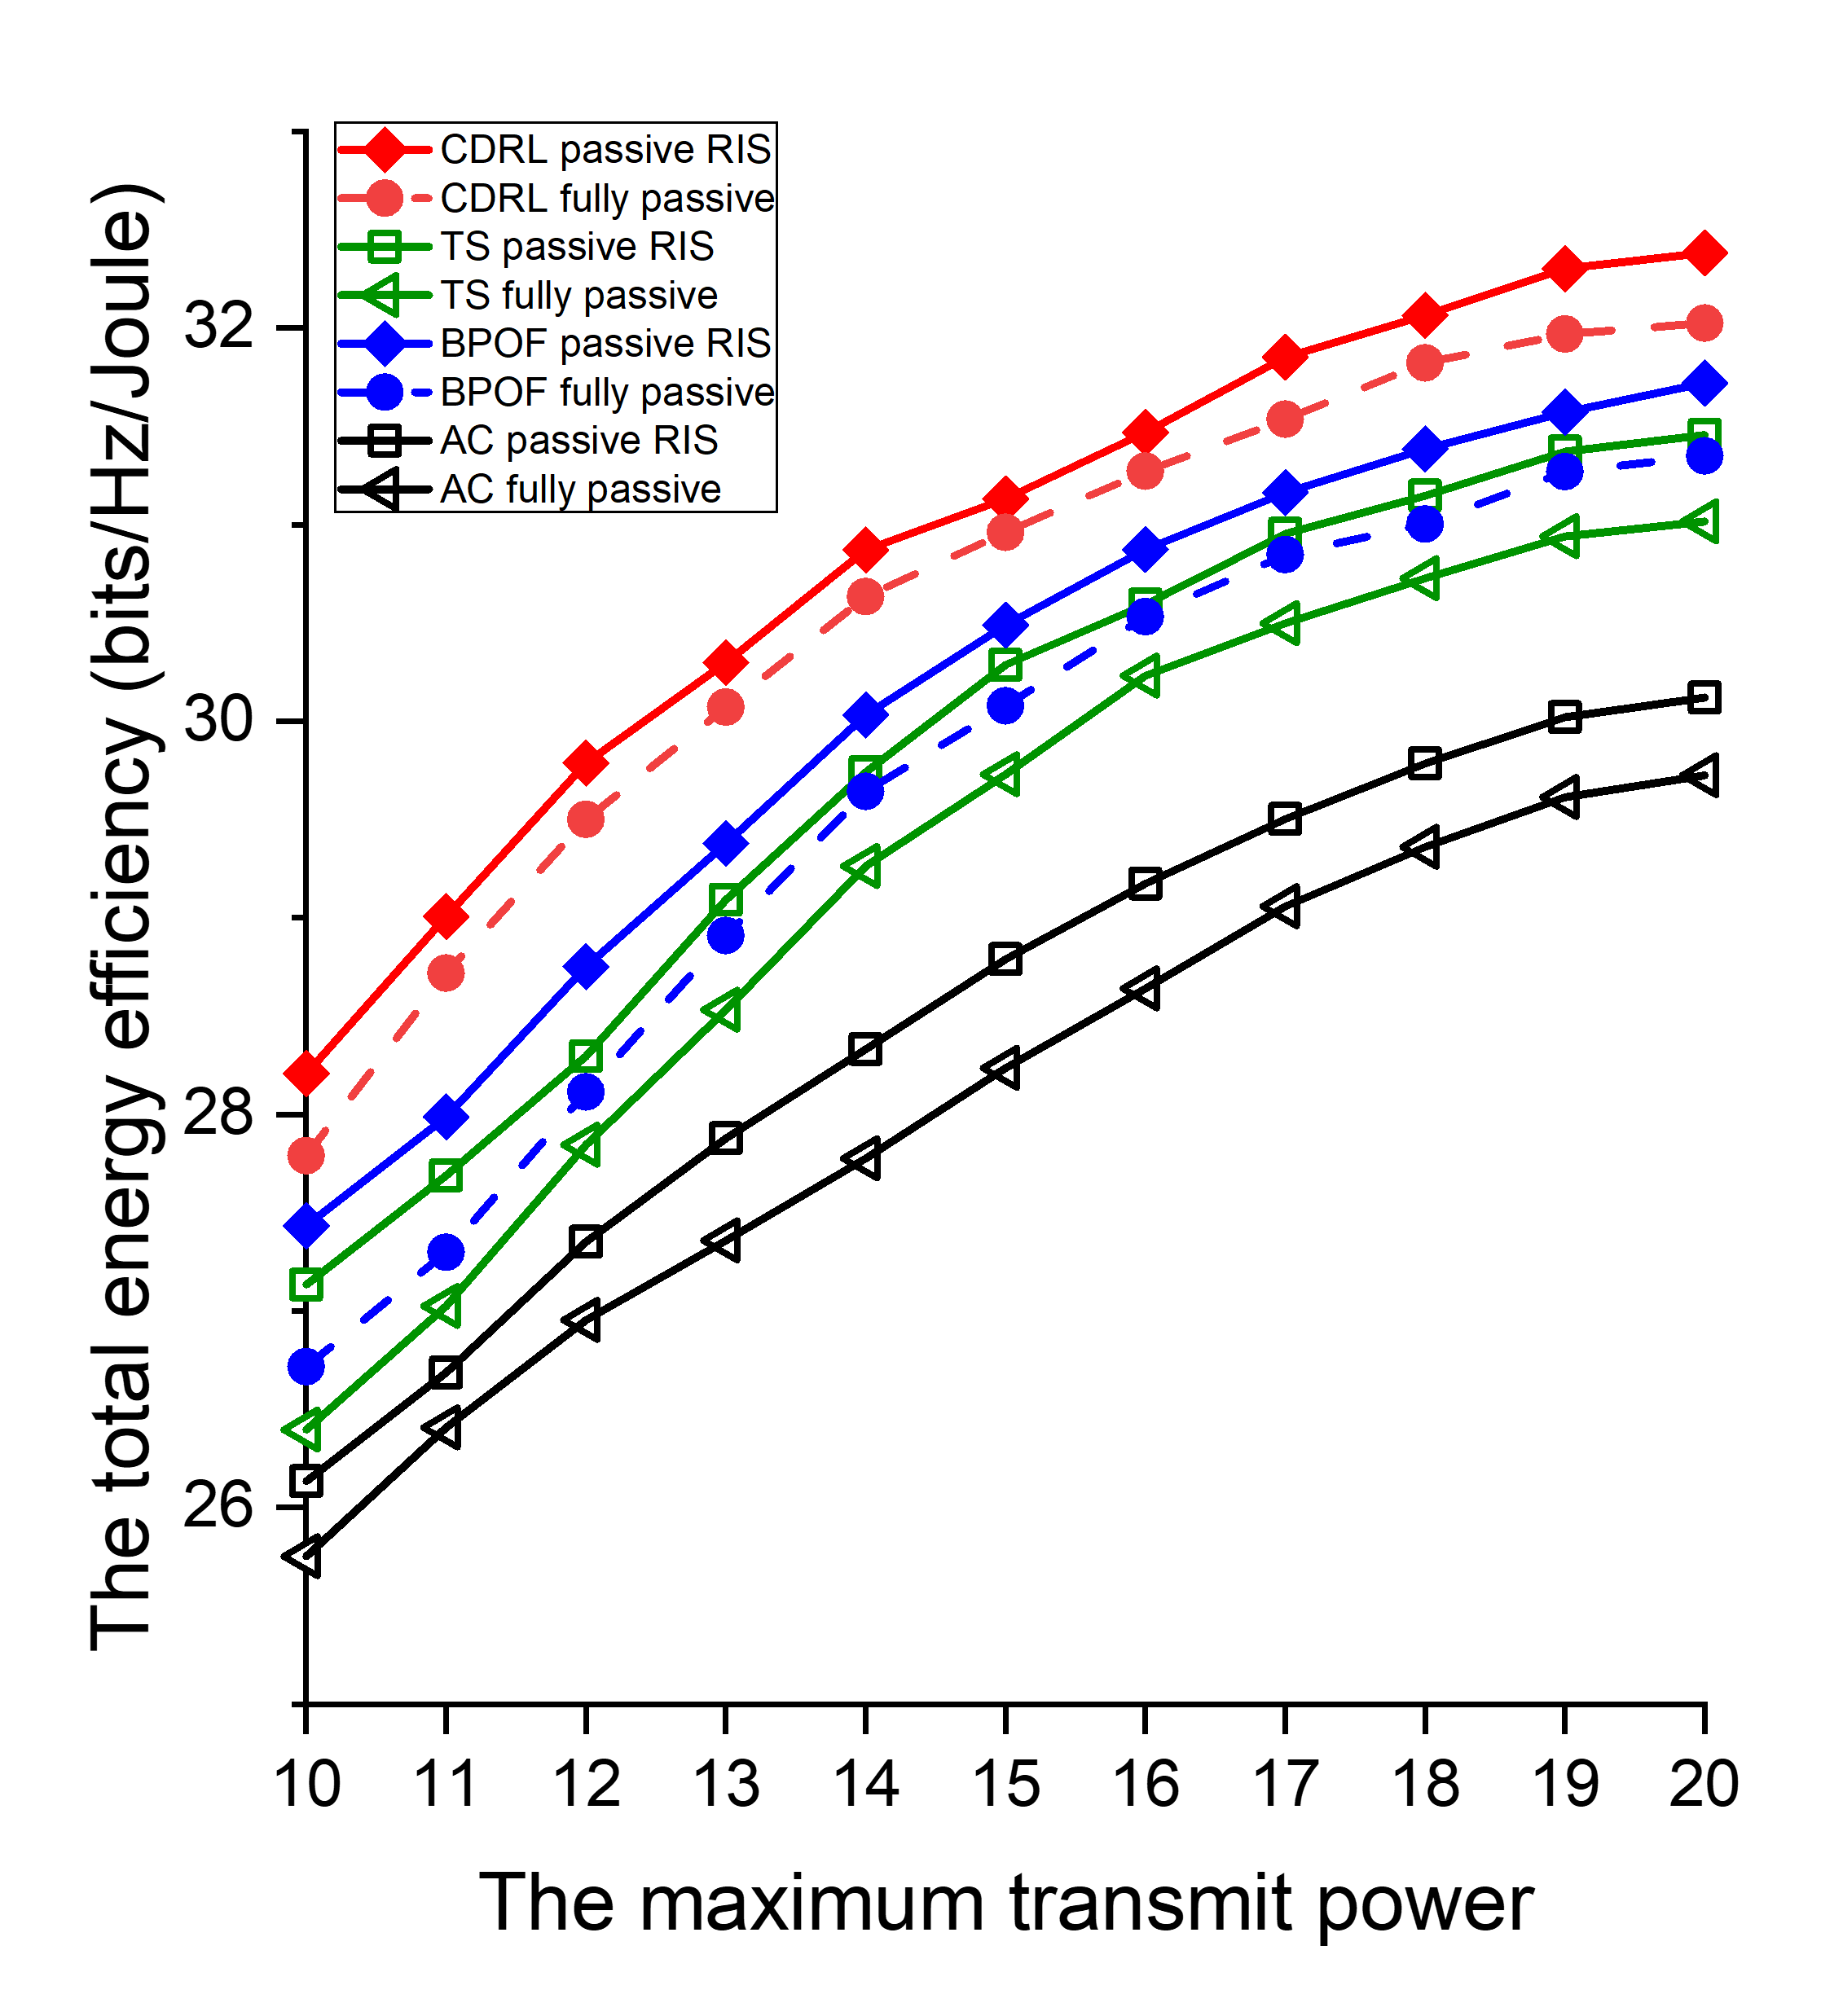 CDRL passive RIS
CDRL fully passive
TS passive RIS
TS fully passive
BPOF passive RIS
BPOF fully passive
AC passive RIS
AC fully passive
The total energy efficiency (bits/Hz/Joule)
32
30
28
26
10 11 12 13 14 15 16 17 18 19 20
The maximum transmit power